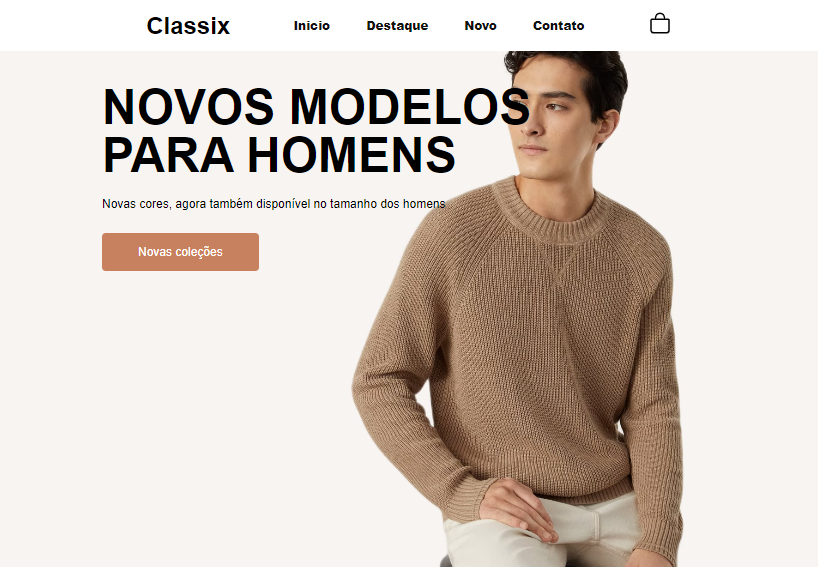 Classix
Inicio
Destaque
Novo
Contato
NOVOS MODELOS
PARA HOMENS
Novas cores, agora também disponível no tamanho dos homens
Novas coleções